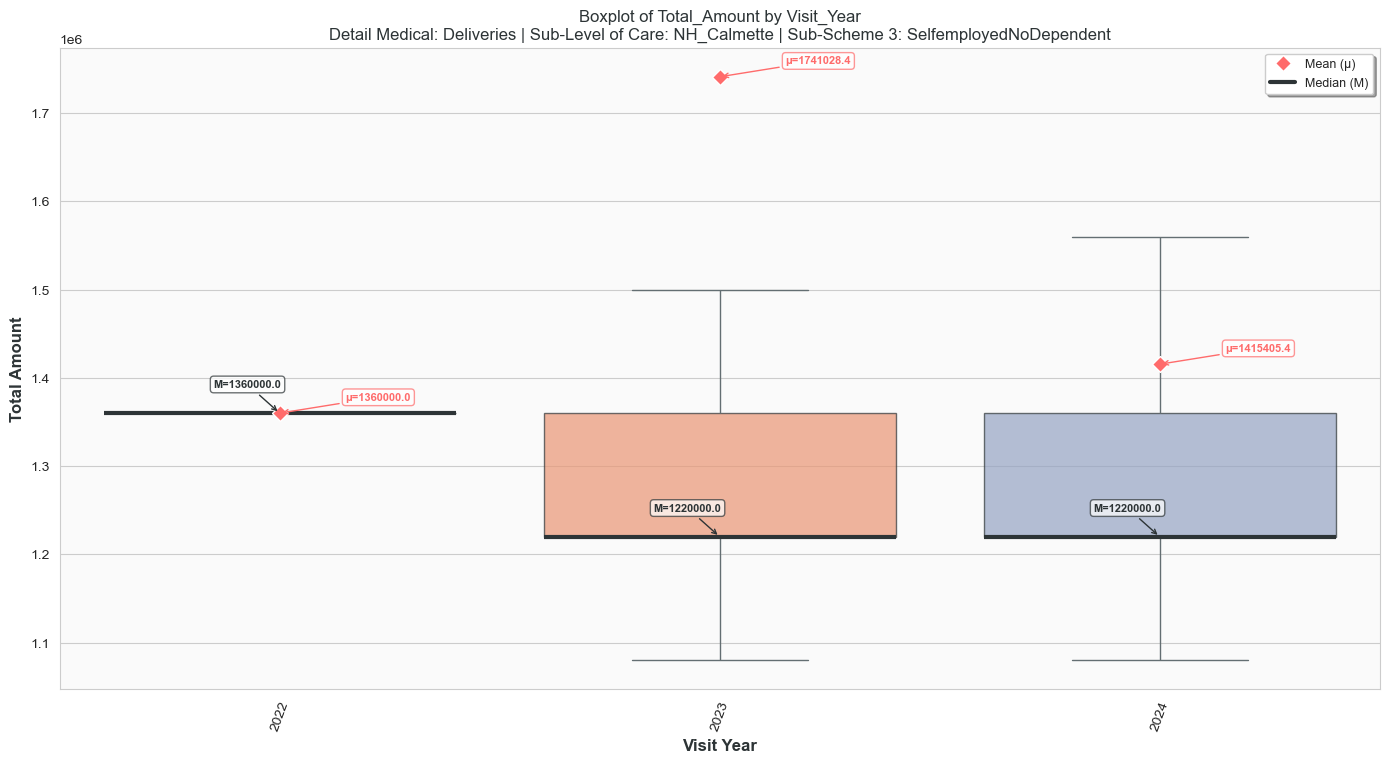 Boxplot of Total_Amount by Visit_Year
Detail Medical: Deliveries | Sub-Level of Care: NH_Calmette | Sub-Scheme 3: SelfemployedNoDependent
1e6
μ=1741028.4
Mean (μ)
Median (M)
1.7
1.6
1.5
1.4
1.3
1.2
1.1
Total Amount
M=1360000.0
μ=1360000.0
μ=1415405.4
M=1220000.0
M=1220000.0
2022
2023
2024
Visit Year